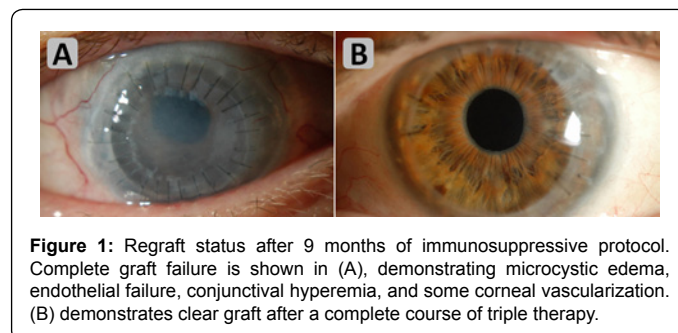 A
B
Figure 1: Regraft status after 9 months of immunosuppressive protocol.
Complete graft failure is shown in (A), demonstrating microcystic edema,
endothelial failure, conjunctival hyperemia, and some corneal vascularization.
(B) demonstrates clear graft after a complete course of triple therapy.